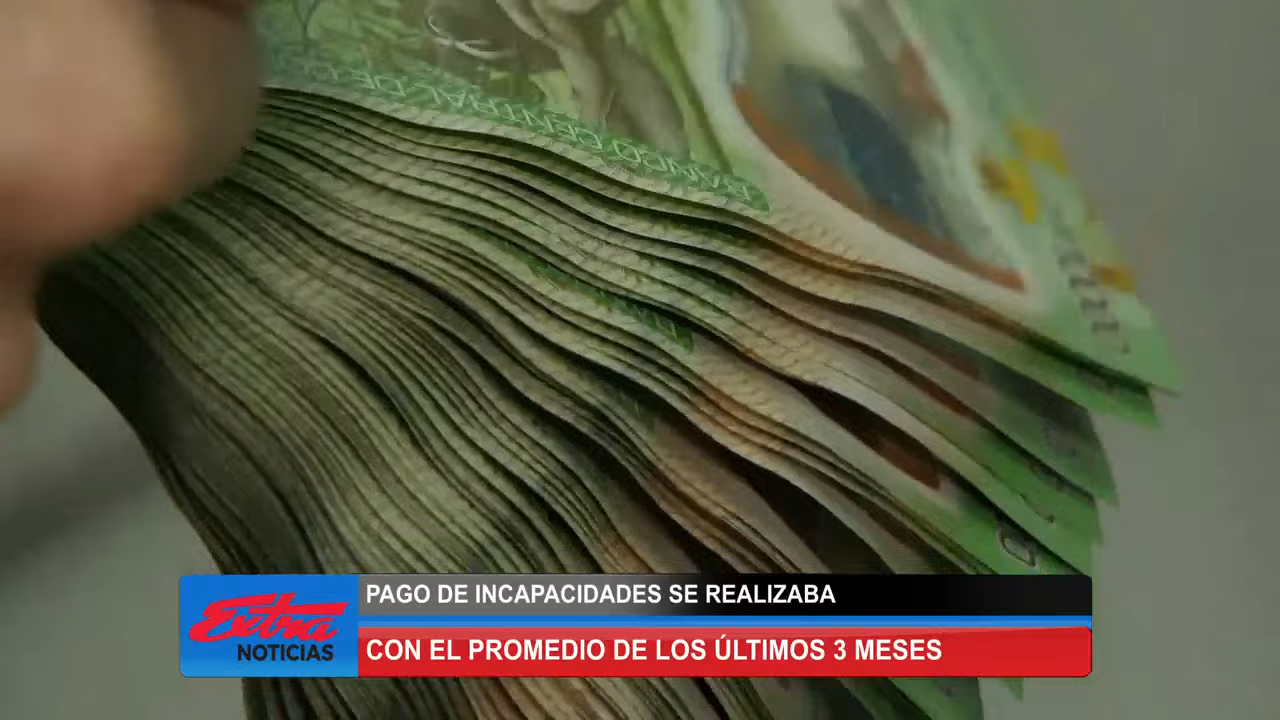 BANCO CENTRAL DE
PAGO DE INCAPACIDADES SE REALIZABA
Extra
NOTICIAS
CON EL PROMEDIO DE LOS ÚLTIMOS 3 MESES